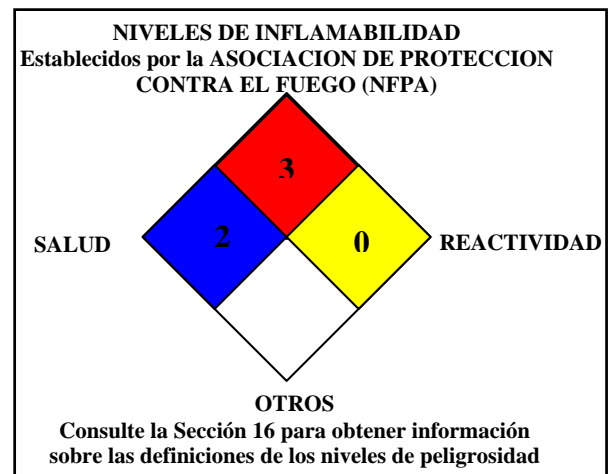 NIVELES DE INFLAMABILIDAD
Establecidos por la ASOCIACION DE PROTECCION
CONTRA EL FUEGO (NFPA)
3
SALUD 2 0 REACTIVIDAD
OTROS
Consulte la Sección 16 para obtener información
sobre las definiciones de los niveles de peligrosidad